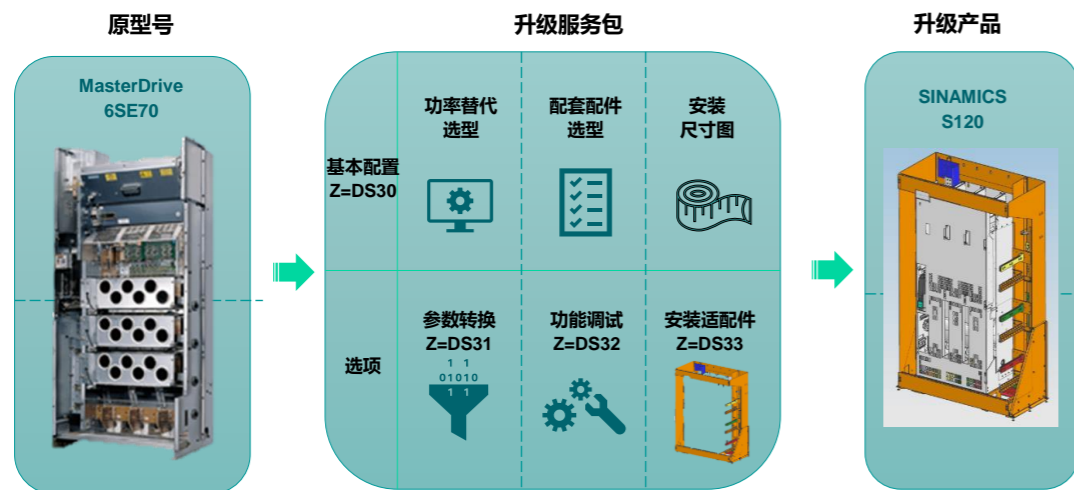 原型号
升级服务包
升级产品
MasterDrive
6SE70
功率替代
选型
配套配件
选型
安装
尺寸图
SINAMICS
S120
基本配置
Z=DS30
参数转换
Z=DS31
功能调试
Z=DS32
安装适配件
Z=DS33
选项
1 1
01010
1 1